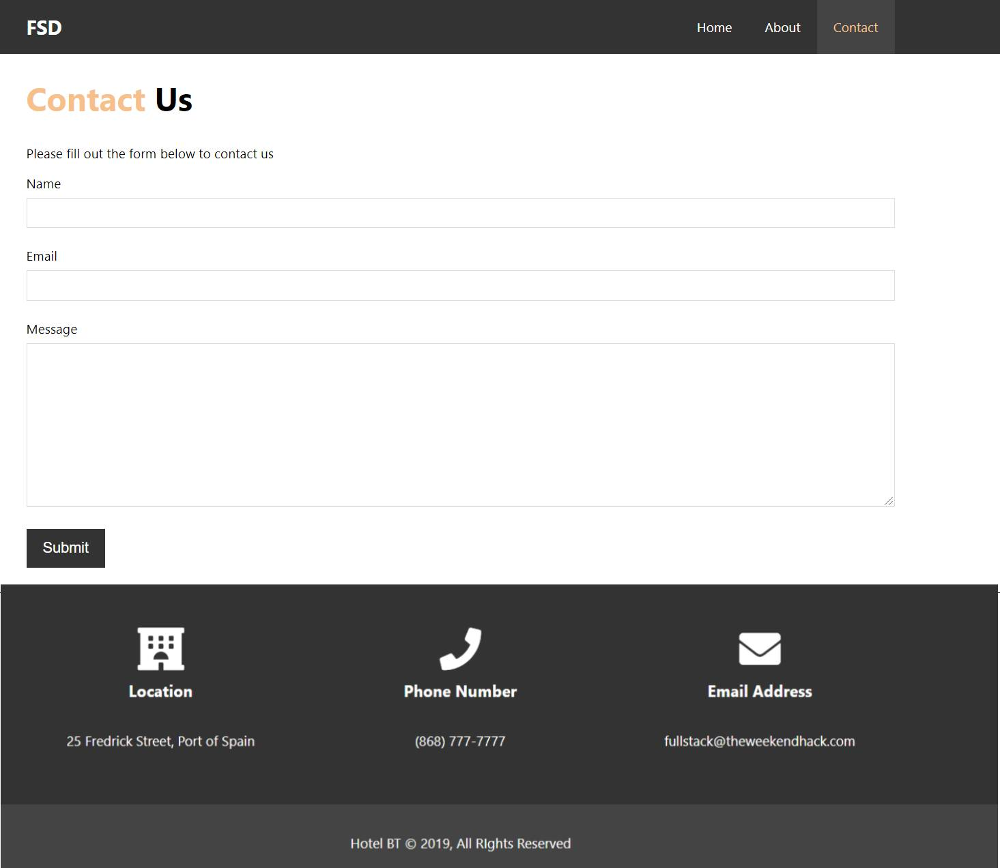 FSD
Home About Contact
Contact Us
Please fill out the form below to contact us
Name
Email
Message
Submit
Location
25 Fredrick Street, Port of Spain
Phone Number
(868) 777-7777
Email Address
fullstack@theweekendhack.com
Hotel BT © 2019, All RIghts Reserved